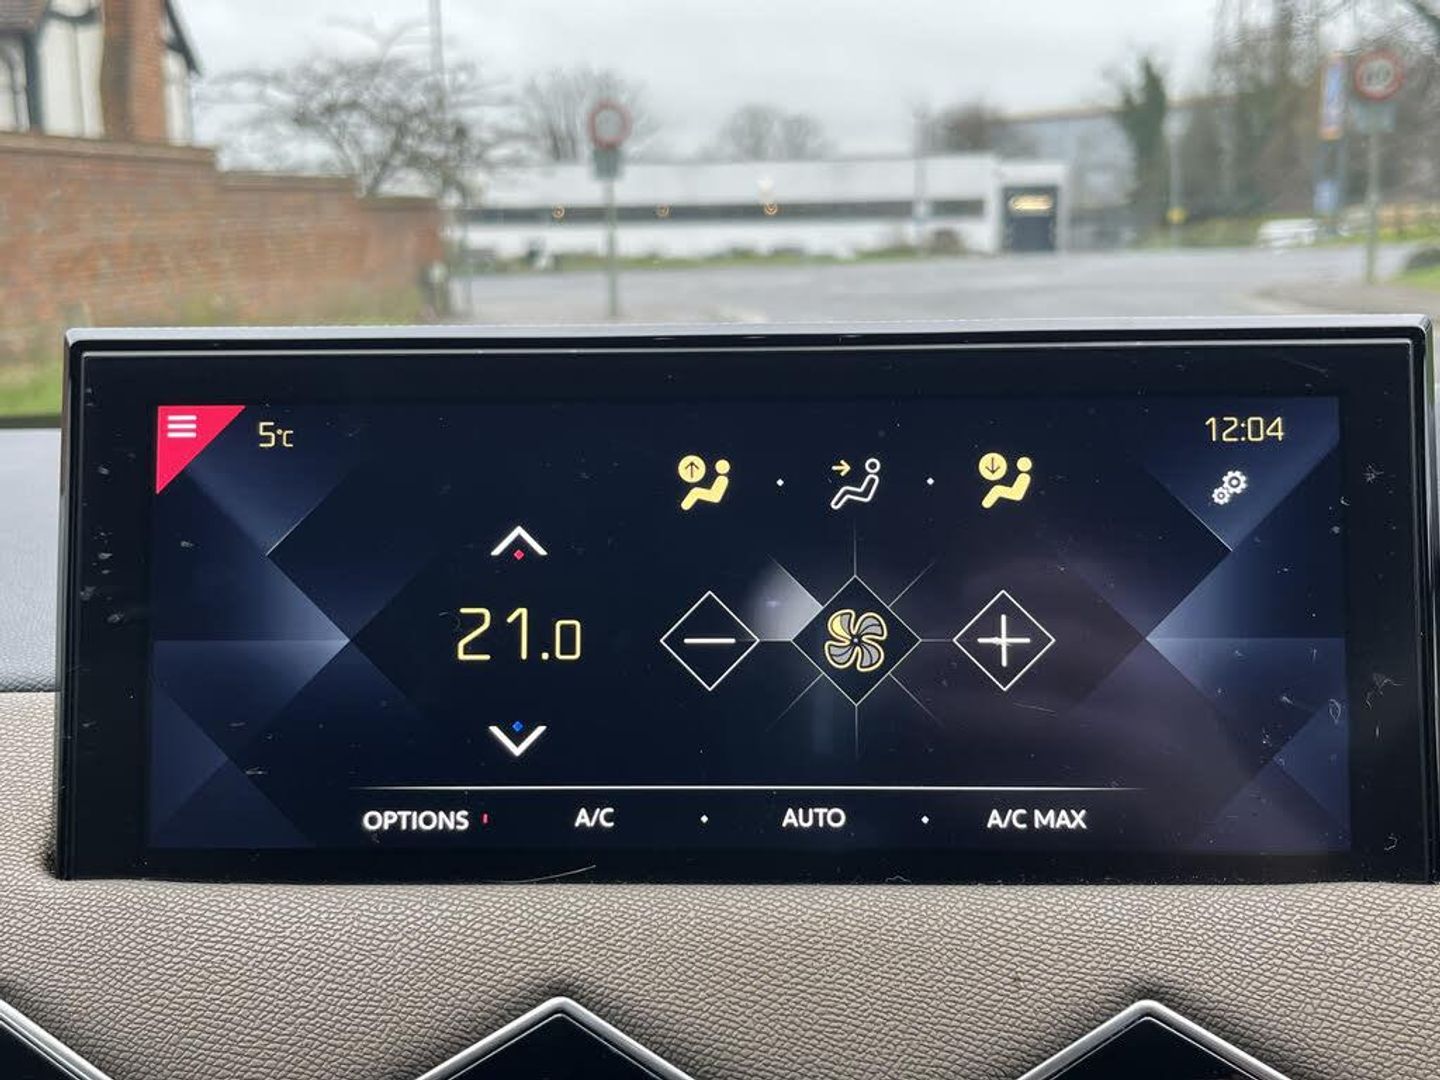 5°C
12:04
21.0
OPTIONS A/C AUTO A/C MAX